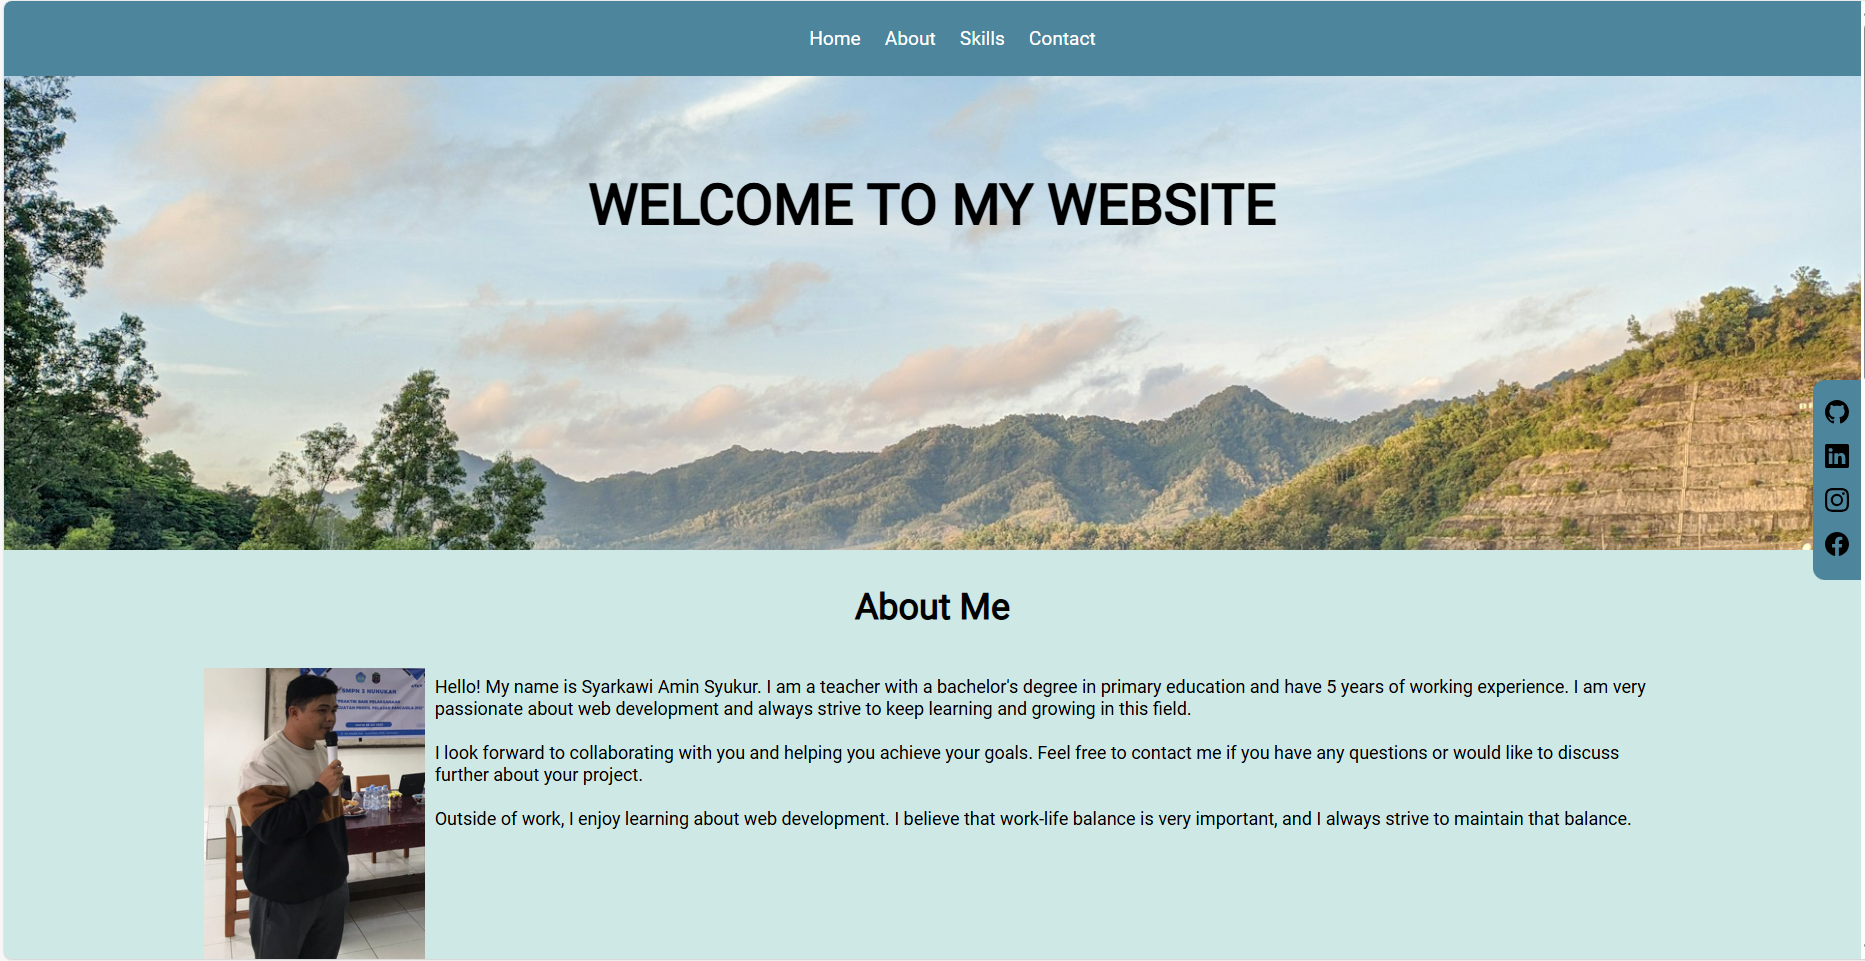 Home About Skills Contact
WELCOME TO MY WEBSITE
About Me
Hello! My name is Syarkawi Amin Syukur. I am a teacher with a bachelor's degree in primary education and have 5 years of working experience. I am very
passionate about web development and always strive to keep learning and growing in this field.
I look forward to collaborating with you and helping you achieve your goals. Feel free to contact me if you have any questions or would like to discuss
further about your project.
Outside of work, I enjoy learning about web development. I believe that work-life balance is very important, and I always strive to maintain that balance.
SMPN 2 NUNUKAN
PRAKTIK BAIK PELAKSANAAN